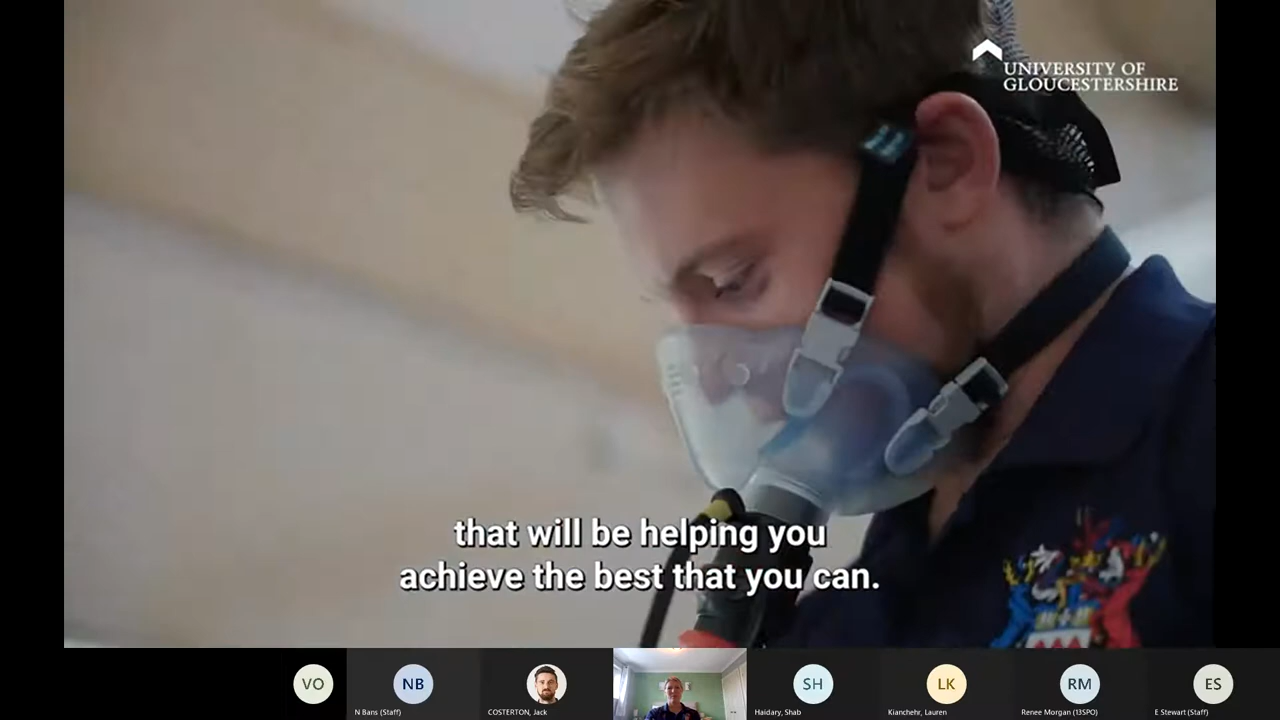 UNIVERSITY OF
GLOUCESTERSHIRE
that will be helping you
achieve the best that you can.
VO
NB
SH
LK
RM
ES
N Bans (Staff)
COSTERTON, Jack
Haidary, Shab
Kianchehr, Lauren
Renee Morgan (13SPO)
E Stewart (Staff)